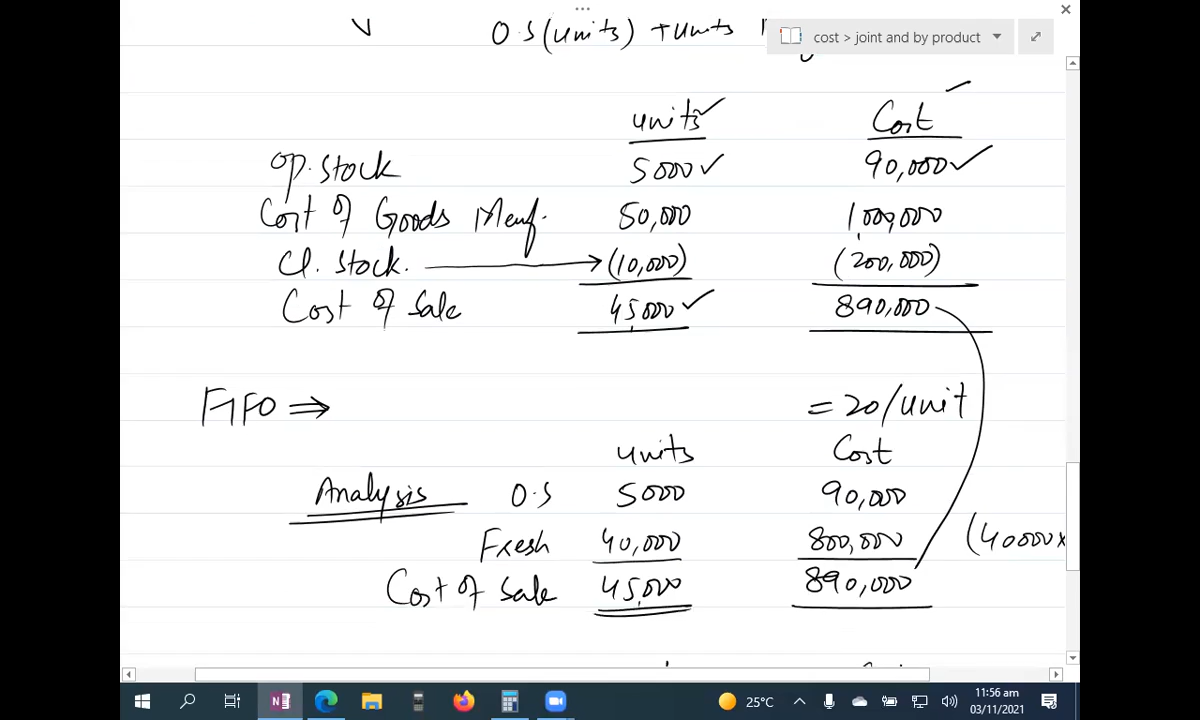 O.S (units) + units
cost > joint and by product
units Cost
Op. Stock 5000 90,000
Cost of Goods Menf. 50,000 1,000,000
Cl. Stock. (10,000) (200,000)
Cost of Sale 45,000 890,000
FIFO ⇒ = 20/unit
units Cost
Analysis O.S 5000 90,000
Fresh 40,000 800,000 (40000x
Cost of Sale 45,000 890,000
25°C 11:56 am
03/11/2021